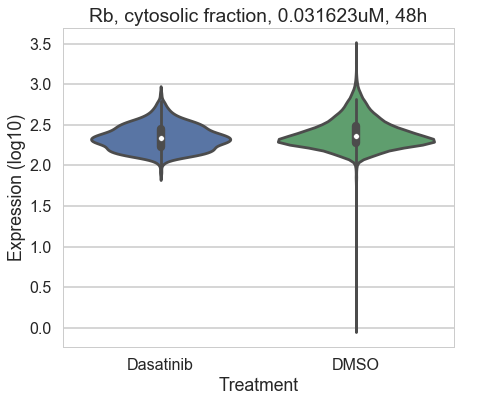 Rb, cytosolic fraction, 0.031623uM, 48h
Expression (log10)
3.5
3.0
2.5
2.0
1.5
1.0
0.5
0.0
Dasatinib DMSO
Treatment